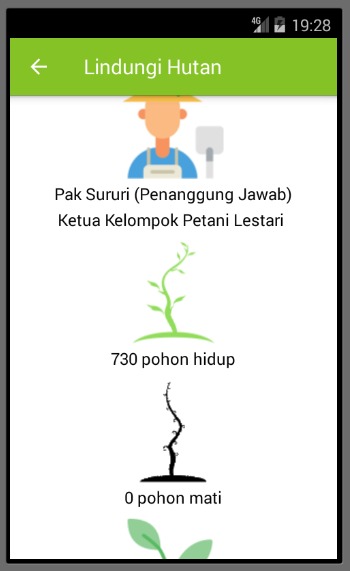 4G 19:28
Lindungi Hutan
Pak Sururi (Penanggung Jawab)
Ketua Kelompok Petani Lestari
730 pohon hidup
0 pohon mati